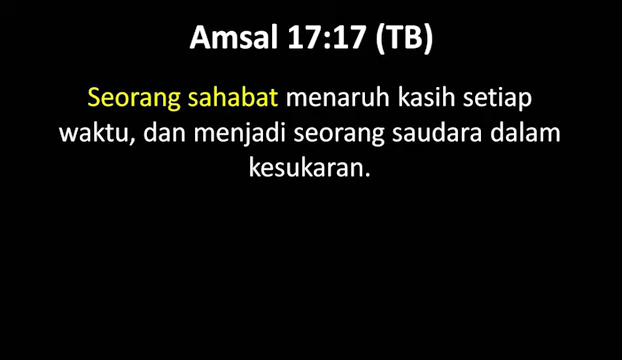 Amsal 17:17 (TB)
Seorang sahabat menaruh kasih setiap
waktu, dan menjadi seorang saudara dalam
kesukaran.